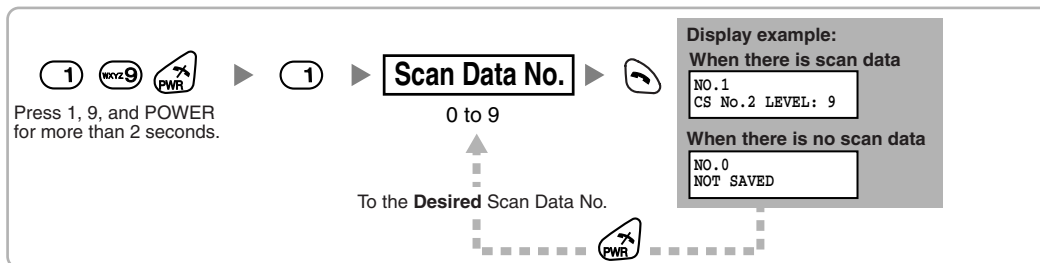 1) WXYZ 9) PWR 1) Scan Data No.
Press 1, 9, and POWER
for more than 2 seconds.
0 to 9
Display example:
When there is scan data
NO.1
CS No.2 LEVEL: 9
When there is no scan data
NO.0
NOT SAVED
To the Desired Scan Data No.
PWR